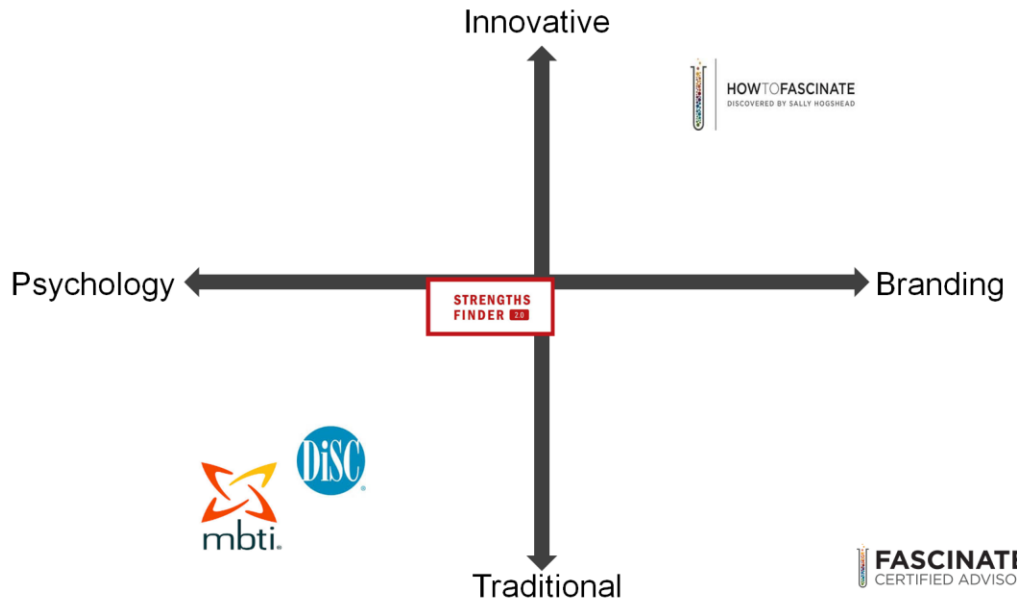 Innovative
HOWTOFASCINATE
DISCOVERED BY SALLY HOGSHEAD
Psychology
Branding
STRENGTHS
FINDER 2.0
DiSC®
mbti®
FASCINATE
CERTIFIED ADVISO
Traditional